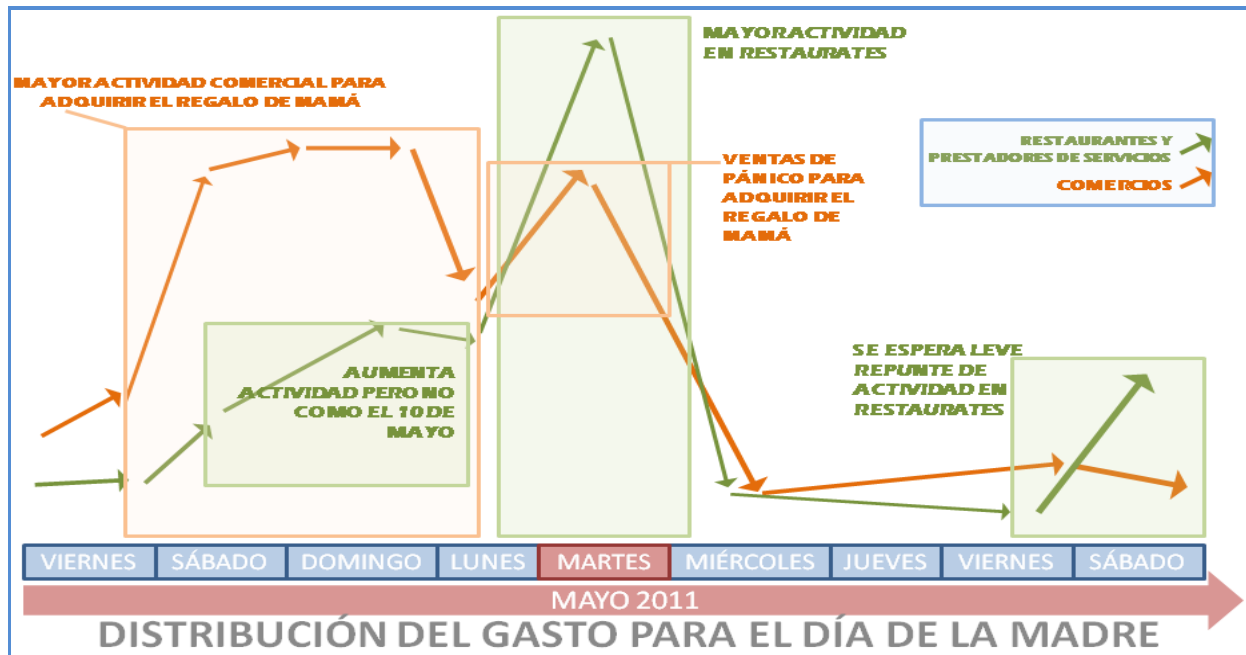 MAYOR ACTIVIDAD
EN RESTAURATES
MAYOR ACTIVIDAD COMERCIAL PARA
ADQUIRIR EL REGALO DE MAMÁ
RESTAURANTES Y
PRESTADORES DE SERVICIOS
COMERCIOS
VENTAS DE
PÁNICO PARA
ADQUIRIR EL
REGALO DE
MAMÁ
AUMENTA
ACTIVIDAD PERO NO
COMO EL 10 DE
MAYO
SE ESPERA LEVE
REPUNTE DE
ACTIVIDAD EN
RESTAURATES
VIERNES SÁBADO DOMINGO LUNES MARTES MIÉRCOLES JUEVES VIERNES SÁBADO
MAYO 2011
DISTRIBUCIÓN DEL GASTO PARA EL DÍA DE LA MADRE